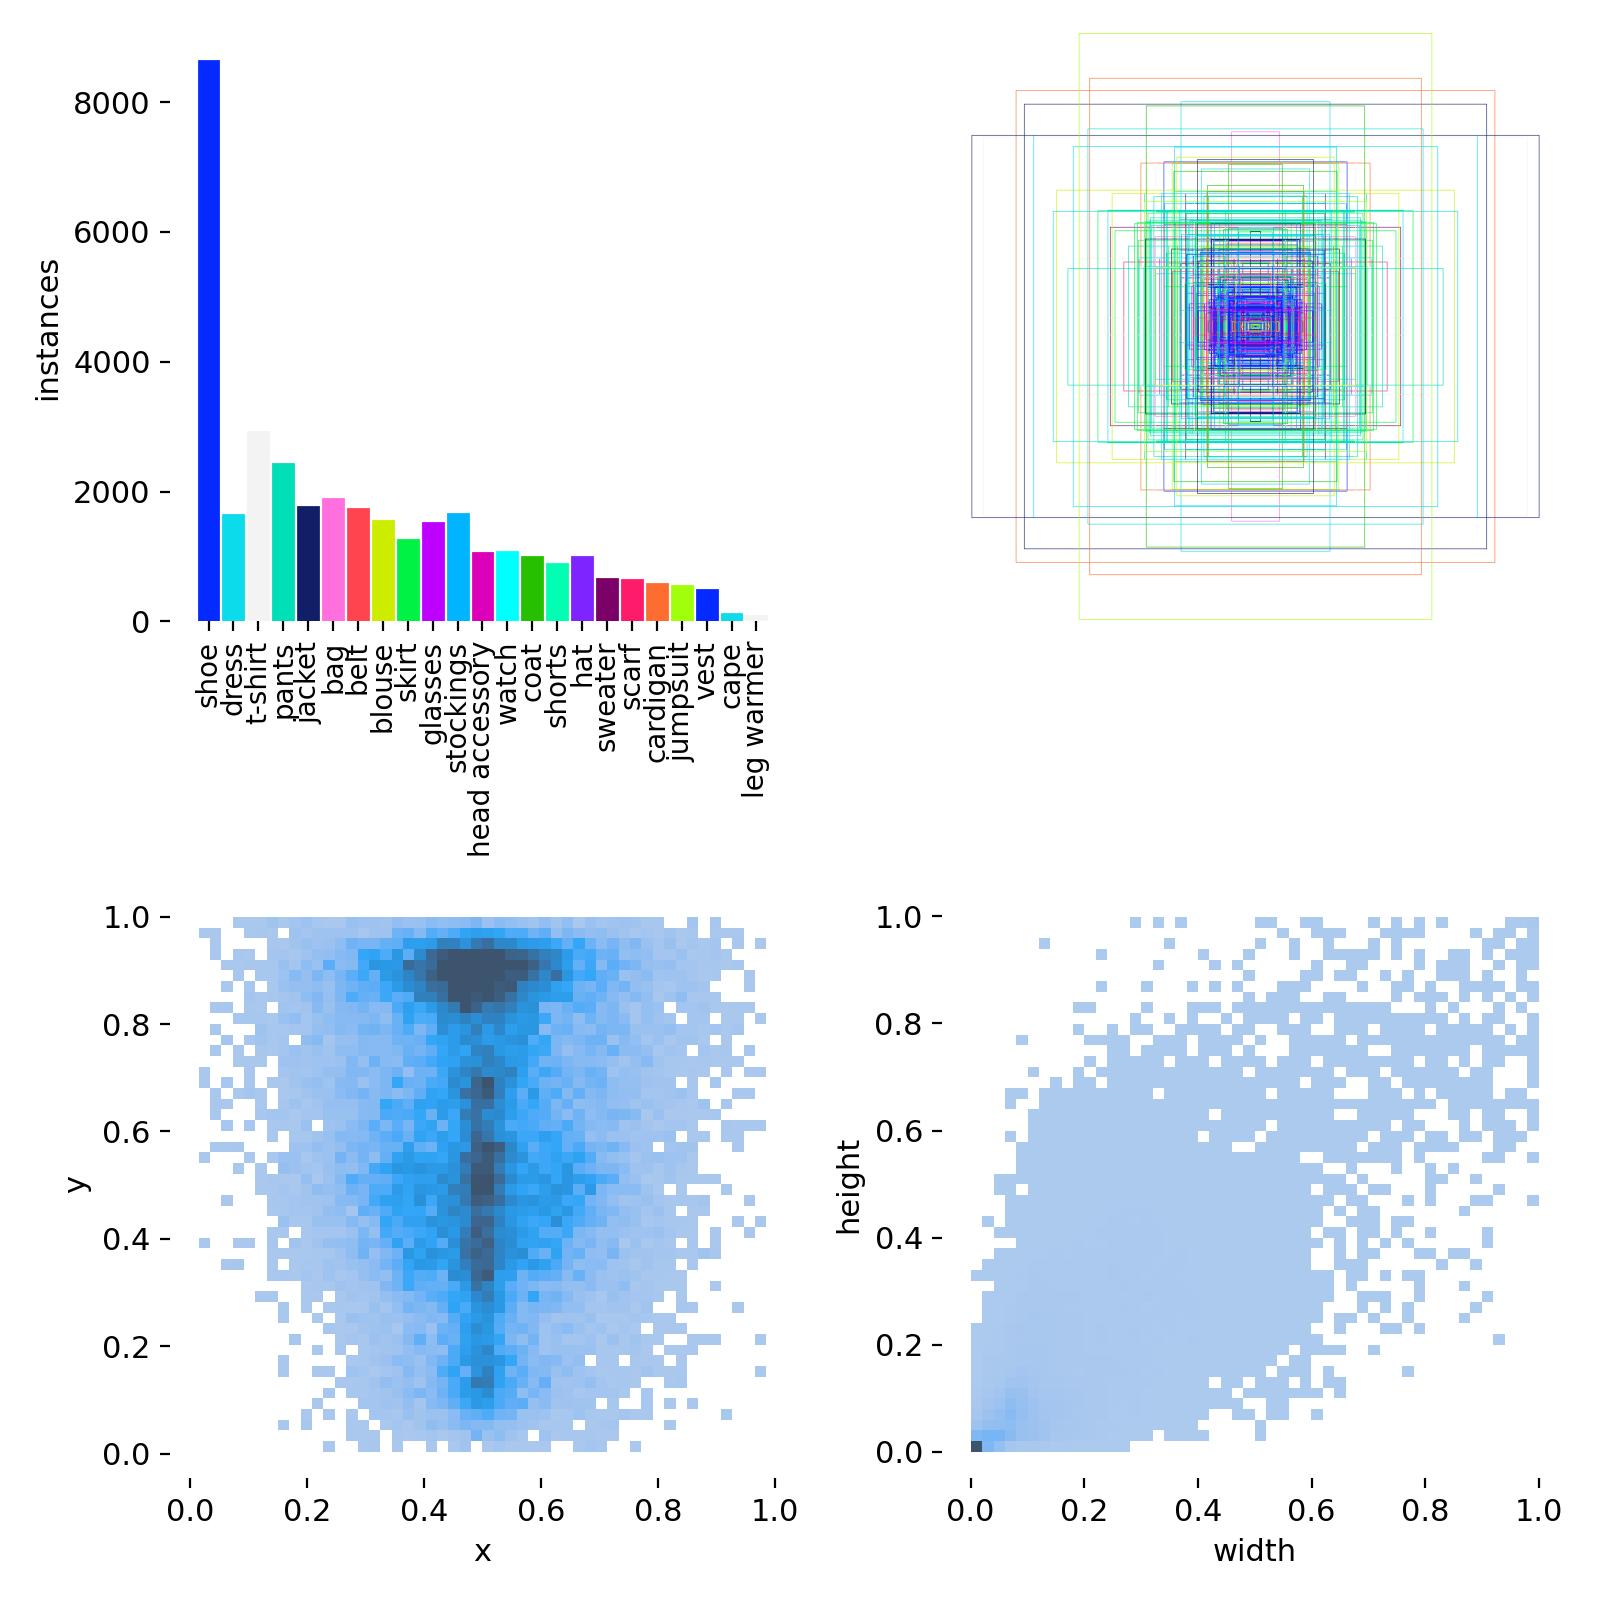 instances
8000
6000
4000
2000
0
shoe
dress
t-shirt
pants
jacket
bag
belt
blouse
skirt
glasses
stockings
head accessory
watch
coat
shorts
hat
sweater
scarf
cardigan
jumpsuit
vest
cape
leg warmer
y
1.0
0.8
0.6
0.4
0.2
0.0
0.0 0.2 0.4 0.6 0.8 1.0
x
height
1.0
0.8
0.6
0.4
0.2
0.0
0.0 0.2 0.4 0.6 0.8 1.0
width